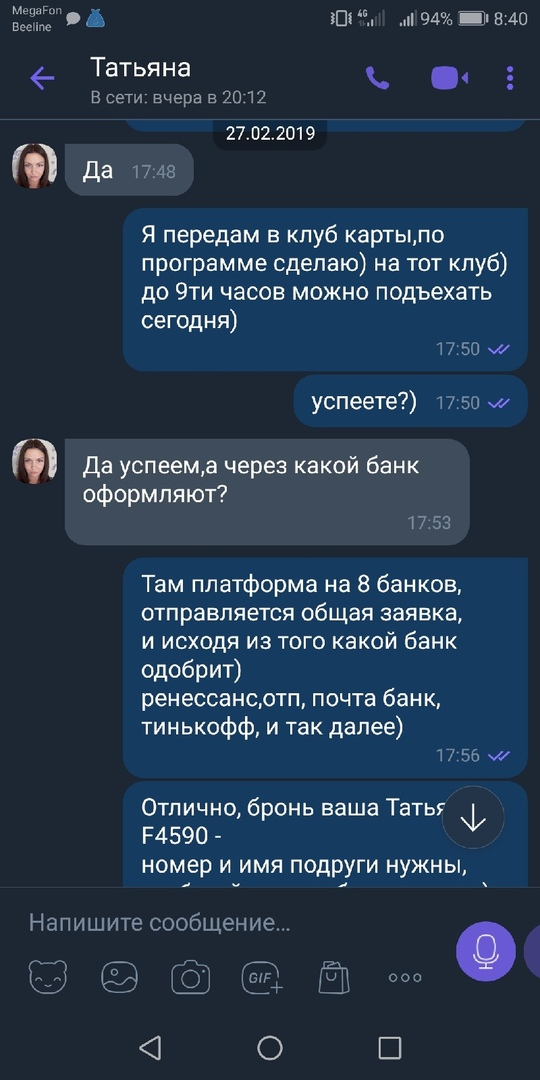 MegaFon
Beeline
4G
94%
8:40
Татьяна
В сети: вчера в 20:12
27.02.2019
Да 17:48
Я передам в клуб карты,по
программе сделаю) на тот клуб)
до 9ти часов можно подъехать
сегодня)
17:50
успеете?) 17:50
Да успеем,а через какой банк
оформляют?
17:53
Там платформа на 8 банков,
отправляется общая заявка,
и исходя из того какой банк
одобрит)
ренессанс,отп, почта банк,
тинькофф, и так далее)
17:56
Отлично, бронь ваша
F4590 -
номер и имя подруги нужны,
Напишите сообщение...
GIF